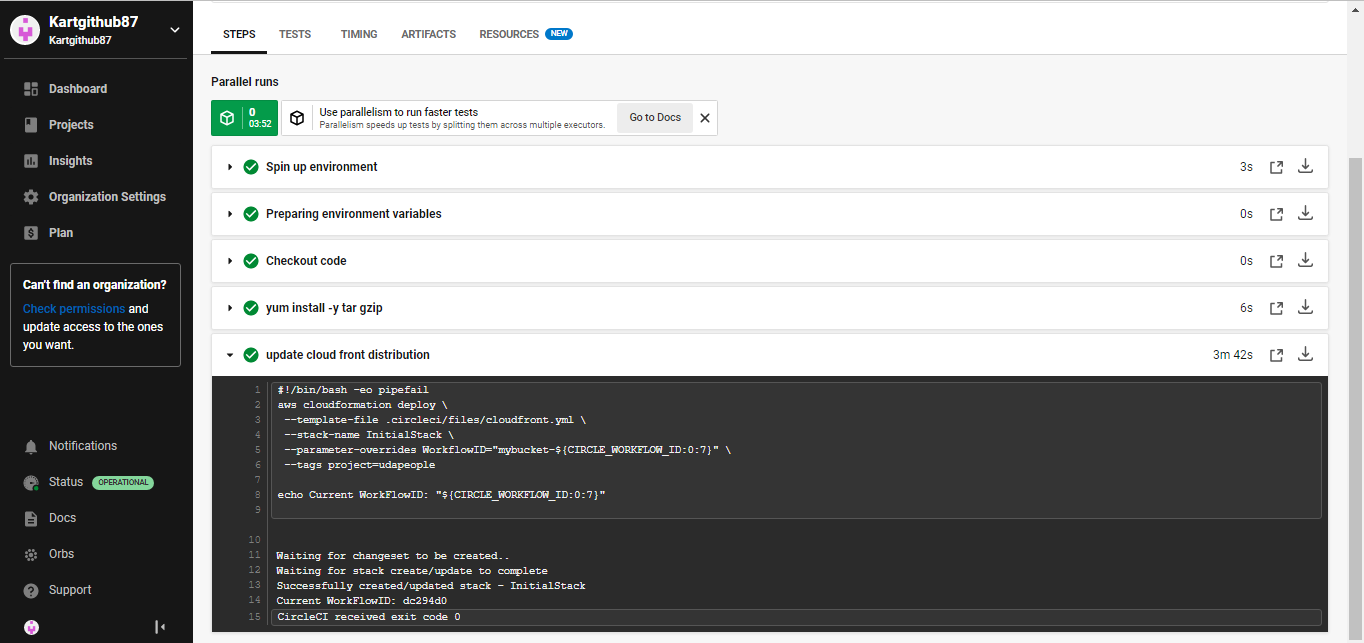 Kartgithub87
Kartgithub87
Dashboard
Projects
Insights
Organization Settings
Plan
Can't find an organization?
Check permissions and
update access to the ones
you want.
Notifications
Status OPERATIONAL
Docs
Orbs
Support
STEPS TESTS TIMING ARTIFACTS RESOURCES NEW
Parallel runs
0
03:52
Use parallelism to run faster tests
Parallelism speeds up tests by splitting them across multiple executors.
Go to Docs
Spin up environment 3s
Preparing environment variables 0s
Checkout code 0s
yum install -y tar gzip 6s
update cloud front distribution 3m 42s
1 #!/bin/bash -eo pipefail
2 aws cloudformation deploy \
3 --template-file .circleci/files/cloudfront.yml \
4 --stack-name InitialStack \
5 --parameter-overrides WorkflowID="mybucket-${CIRCLE_WORKFLOW_ID:0:7}" \
6 --tags project=udapeople
7
8 echo Current WorkFlowID: "${CIRCLE_WORKFLOW_ID:0:7}"
9
10
11 Waiting for changeset to be created..
12 Waiting for stack create/update to complete
13 Successfully created/updated stack - InitialStack
14 Current WorkFlowID: dc294d0
15 CircleCI received exit code 0